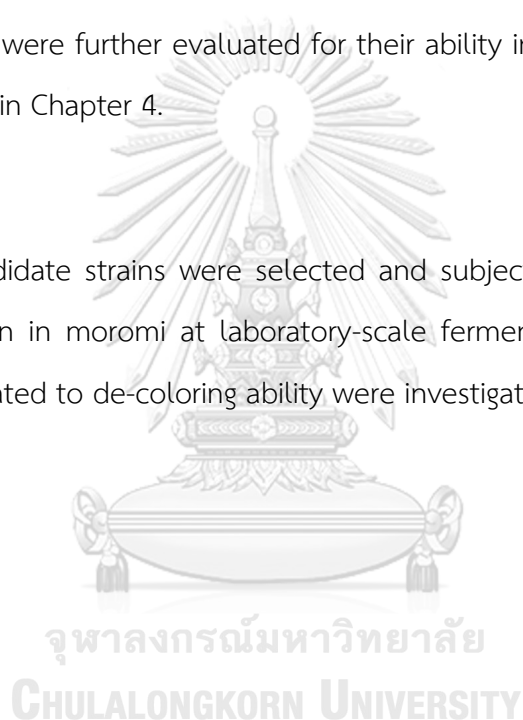 were further evaluated for their ability in
in Chapter 4.
didate strains were selected and subjec
n in moromi at laboratory-scale fermer
ated to de-coloring ability were investigat
จุฬาลงกรณ์มหาวิทยาลัย
CHULALONGKORN UNIVERSITY